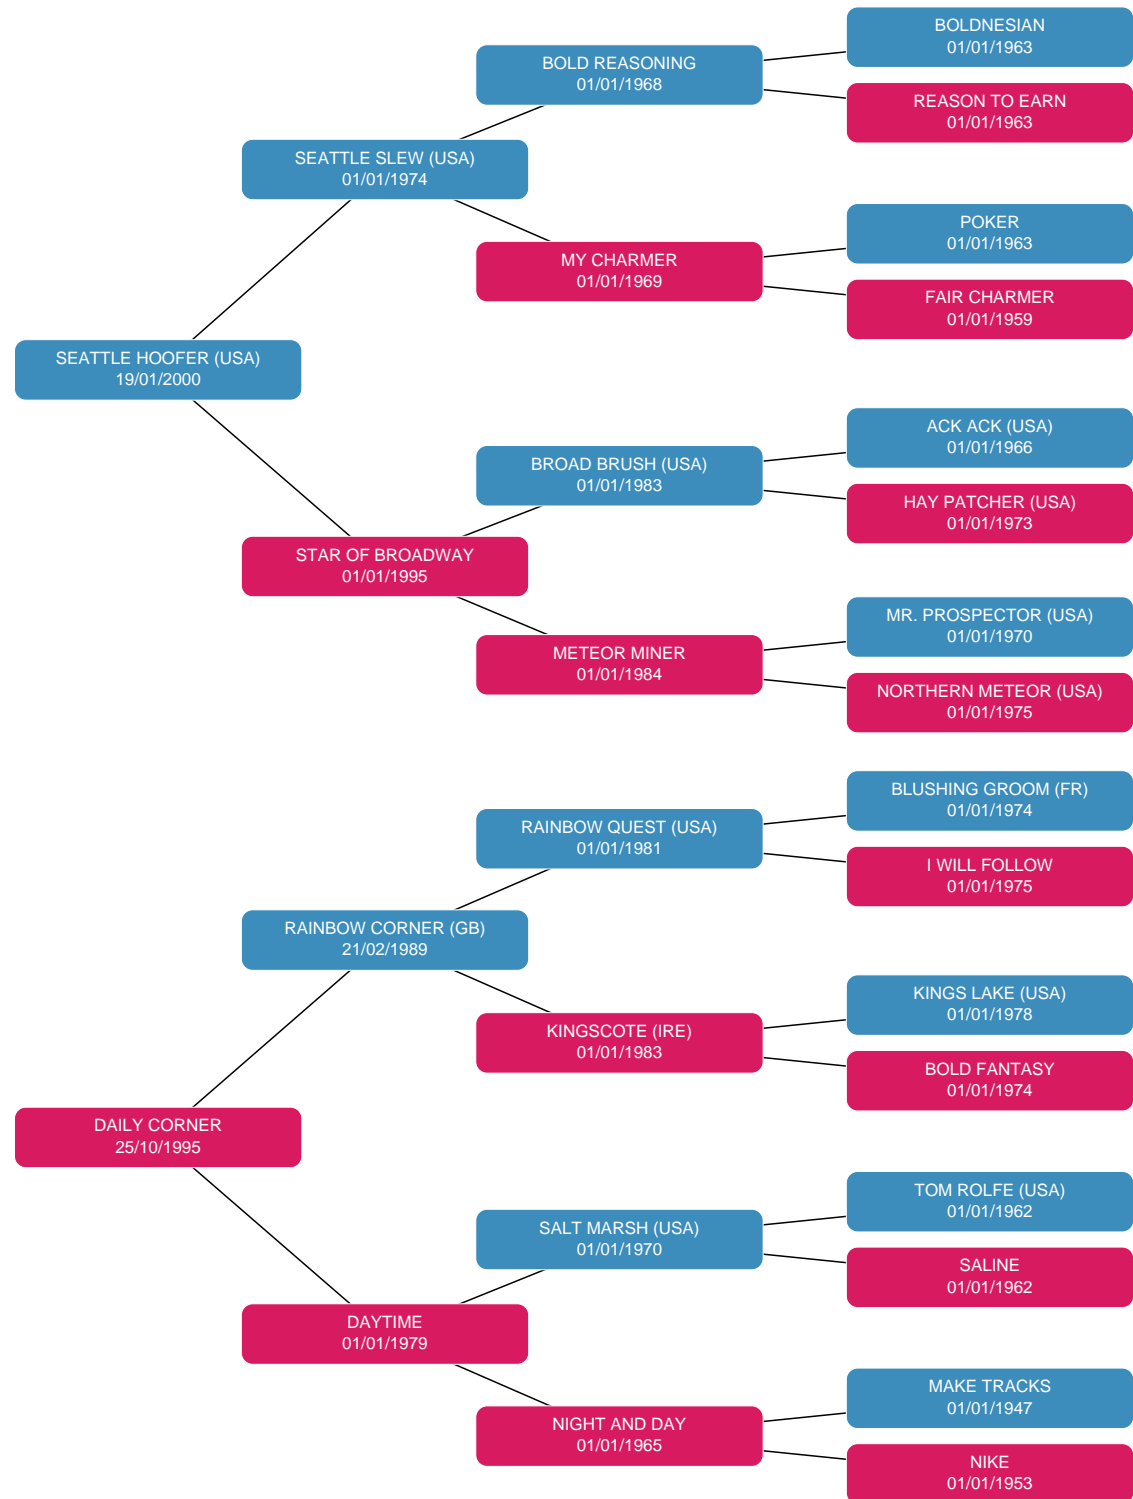 BOLDNESIAN
01/01/1963
BOLD REASONING
01/01/1968
REASON TO EARN
01/01/1963
SEATTLE SLEW (USA)
01/01/1974
POKER
01/01/1963
MY CHARMER
01/01/1969
FAIR CHARMER
01/01/1959
SEATTLE HOOFER (USA)
19/01/2000
ACK ACK (USA)
01/01/1966
BROAD BRUSH (USA)
01/01/1983
HAY PATCHER (USA)
01/01/1973
STAR OF BROADWAY
01/01/1995
MR. PROSPECTOR (USA)
01/01/1970
METEOR MINER
01/01/1984
NORTHERN METEOR (USA)
01/01/1975
BLUSHING GROOM (FR)
01/01/1974
RAINBOW QUEST (USA)
01/01/1981
I WILL FOLLOW
01/01/1975
RAINBOW CORNER (GB)
21/02/1989
KINGS LAKE (USA)
01/01/1978
KINGSCOTE (IRE)
01/01/1983
BOLD FANTASY
01/01/1974
DAILY CORNER
25/10/1995
TOM ROLFE (USA)
01/01/1962
SALT MARSH (USA)
01/01/1970
SALINE
01/01/1962
DAYTIME
01/01/1979
MAKE TRACKS
01/01/1947
NIGHT AND DAY
01/01/1965
NIKE
01/01/1953